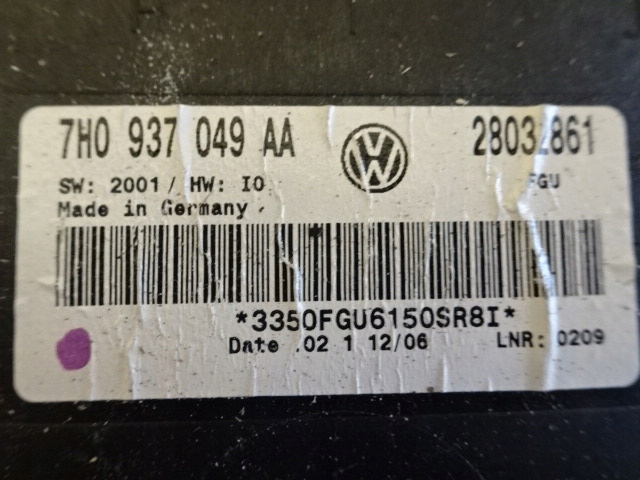 7H0 937 049 AA
28032861
SW: 2001/ HW: IO
FGU
Made in Germany
*3350FGU6150SR8I*
Date .02 1 12/06
LNR: 0209